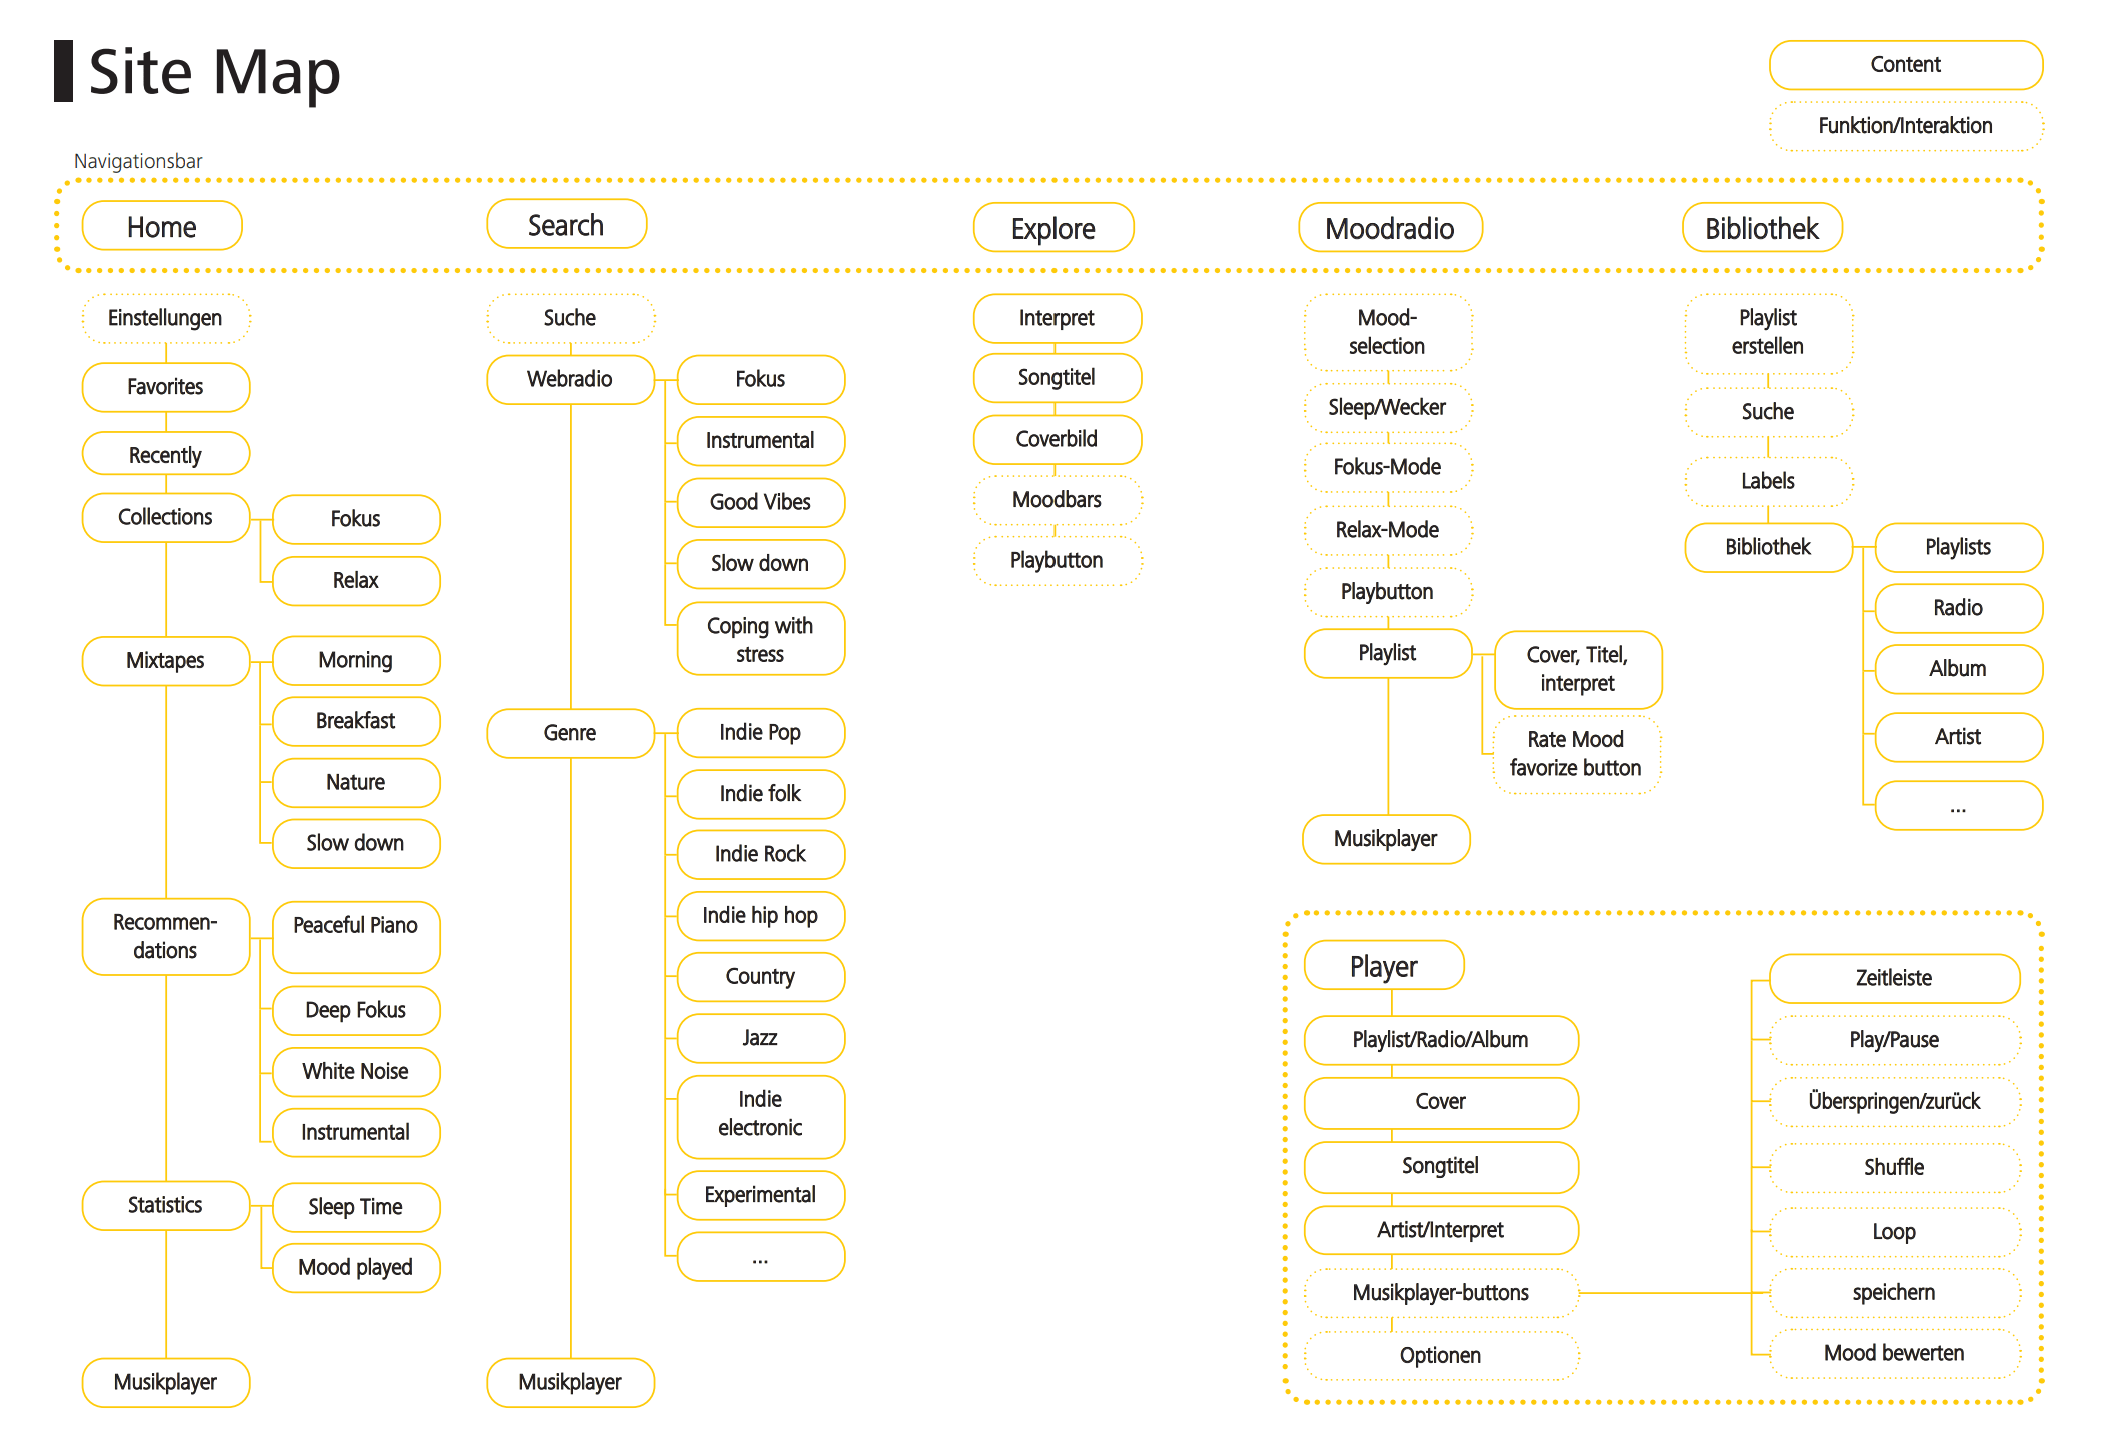 Site Map
Content
Funktion/Interaktion
Navigationsbar
Home
Search
Explore
Moodradio
Bibliothek
Einstellungen
Favorites
Recently
Collections
Fokus
Relax
Mixtapes
Morning
Breakfast
Nature
Slow down
Recommen-
dations
Peaceful Piano
Deep Fokus
White Noise
Instrumental
Statistics
Sleep Time
Mood played
Musikplayer
Suche
Webradio
Fokus
Instrumental
Good Vibes
Slow down
Coping with
stress
Genre
Indie Pop
Indie folk
Indie Rock
Indie hip hop
Country
Jazz
Indie
electronic
Experimental
...
Musikplayer
Interpret
Songtitel
Coverbild
Moodbars
Playbutton
Mood-
selection
Sleep/Wecker
Fokus-Mode
Relax-Mode
Playbutton
Playlist
Cover, Titel,
interpret
Rate Mood
favorize button
Musikplayer
Playlist
erstellen
Suche
Labels
Bibliothek
Playlists
Radio
Album
Artist
...
Player
Playlist/Radio/Album
Cover
Songtitel
Artist/Interpret
Musikplayer-buttons
Optionen
Zeitleiste
Play/Pause
Überspringen/zurück
Shuffle
Loop
speichern
Mood bewerten